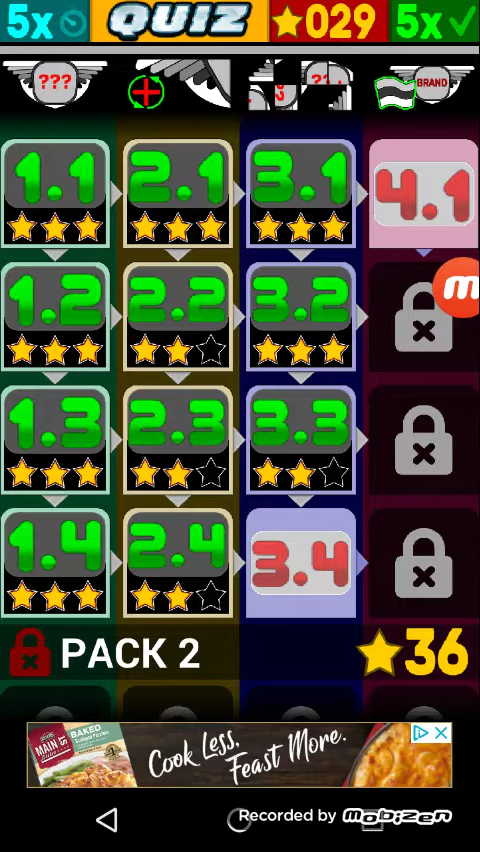 5x QUIZ 029 5x
??? ??? BRAND
1.1 2.1 3.1 4.1
1.2 2.2 3.2
m
1.3 2.3 3.3
1.4 2.4 3.4
PACK 2 36
MAIN ST BAKED
COOK LESS, FEAST MORE.
Recorded by mobizen